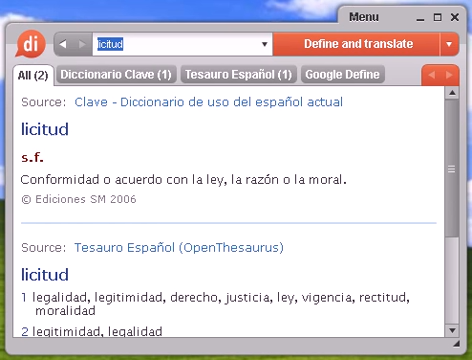 Menu
di
licitud
Define and translate
All (2)
Diccionario Clave (1)
Tesauro Español (1)
Google Define
Source: Clave - Diccionario de uso del español actual
licitud
s.f.
Conformidad o acuerdo con la ley, la razón o la moral.
© Ediciones SM 2006
Source: Tesauro Español (OpenThesaurus)
licitud
1 legalidad, legitimidad, derecho, justicia, ley, vigencia, rectitud,
moralidad
2 legitimidad, legalidad